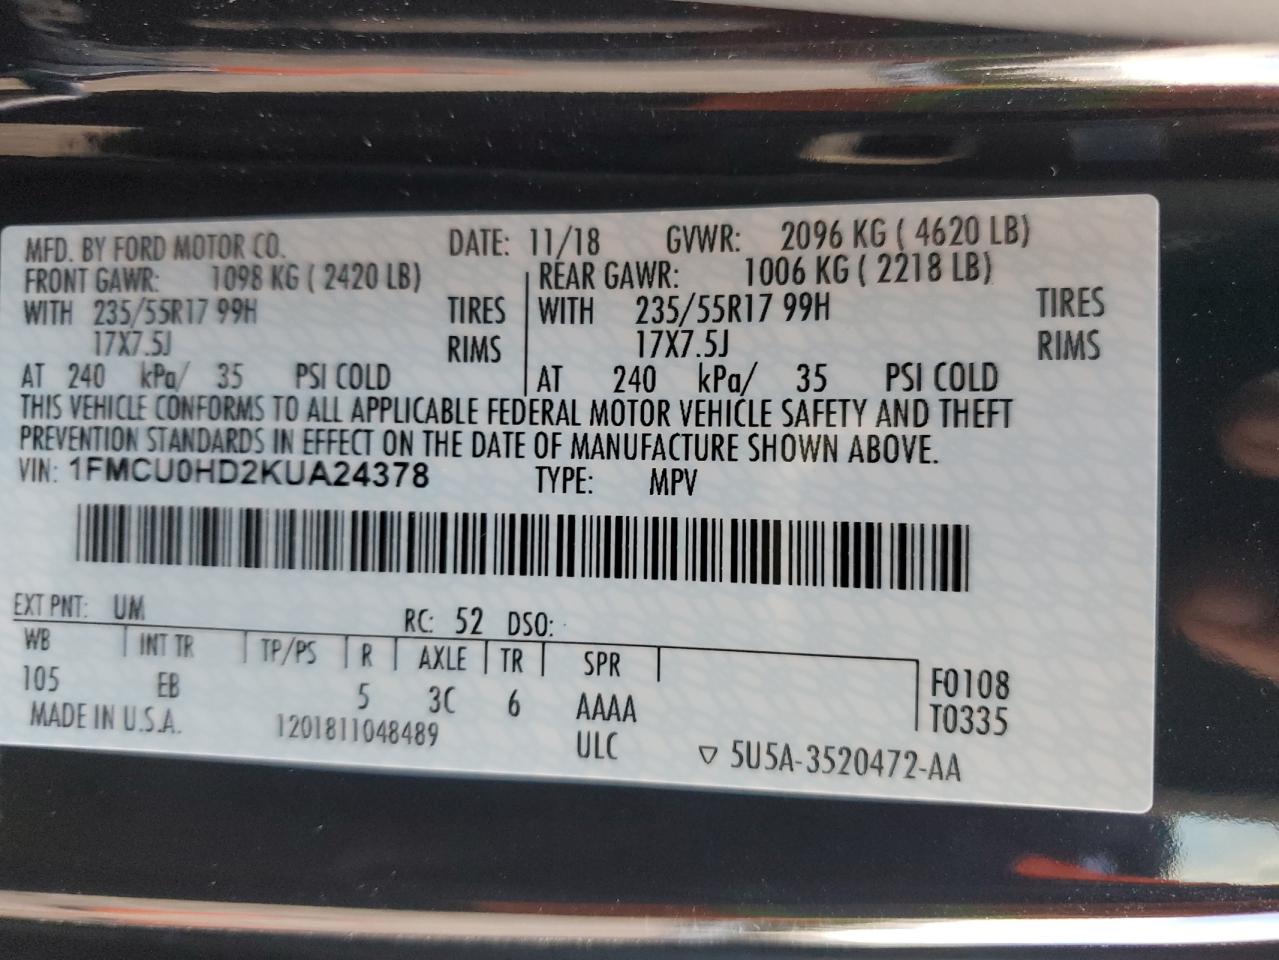 MFD. BY FORD MOTOR CO. DATE: 11/18 GVWR: 2096 KG ( 4620 LB)
FRONT GAWR: 1098 KG ( 2420 LB) REAR GAWR: 1006 KG ( 2218 LB)
WITH 235/55R17 99H TIRES WITH 235/55R17 99H TIRES
17X7.5J RIMS 17X7.5J RIMS
AT 240 kPa/ 35 PSI COLD AT 240 kPa/ 35 PSI COLD
THIS VEHICLE CONFORMS TO ALL APPLICABLE FEDERAL MOTOR VEHICLE SAFETY AND THEFT
PREVENTION STANDARDS IN EFFECT ON THE DATE OF MANUFACTURE SHOWN ABOVE.
VIN: 1FMCU0HD2KUA24378 TYPE: MPV
EXT PNT: UM RC: 52 DSO:
WB INT TR TP/PS R AXLE TR SPR
105 EB 5 3C 6 AAAA F0108
T0335
MADE IN U.S.A. 1201811048489 ULC ▽ 5U5A-3520472-AA